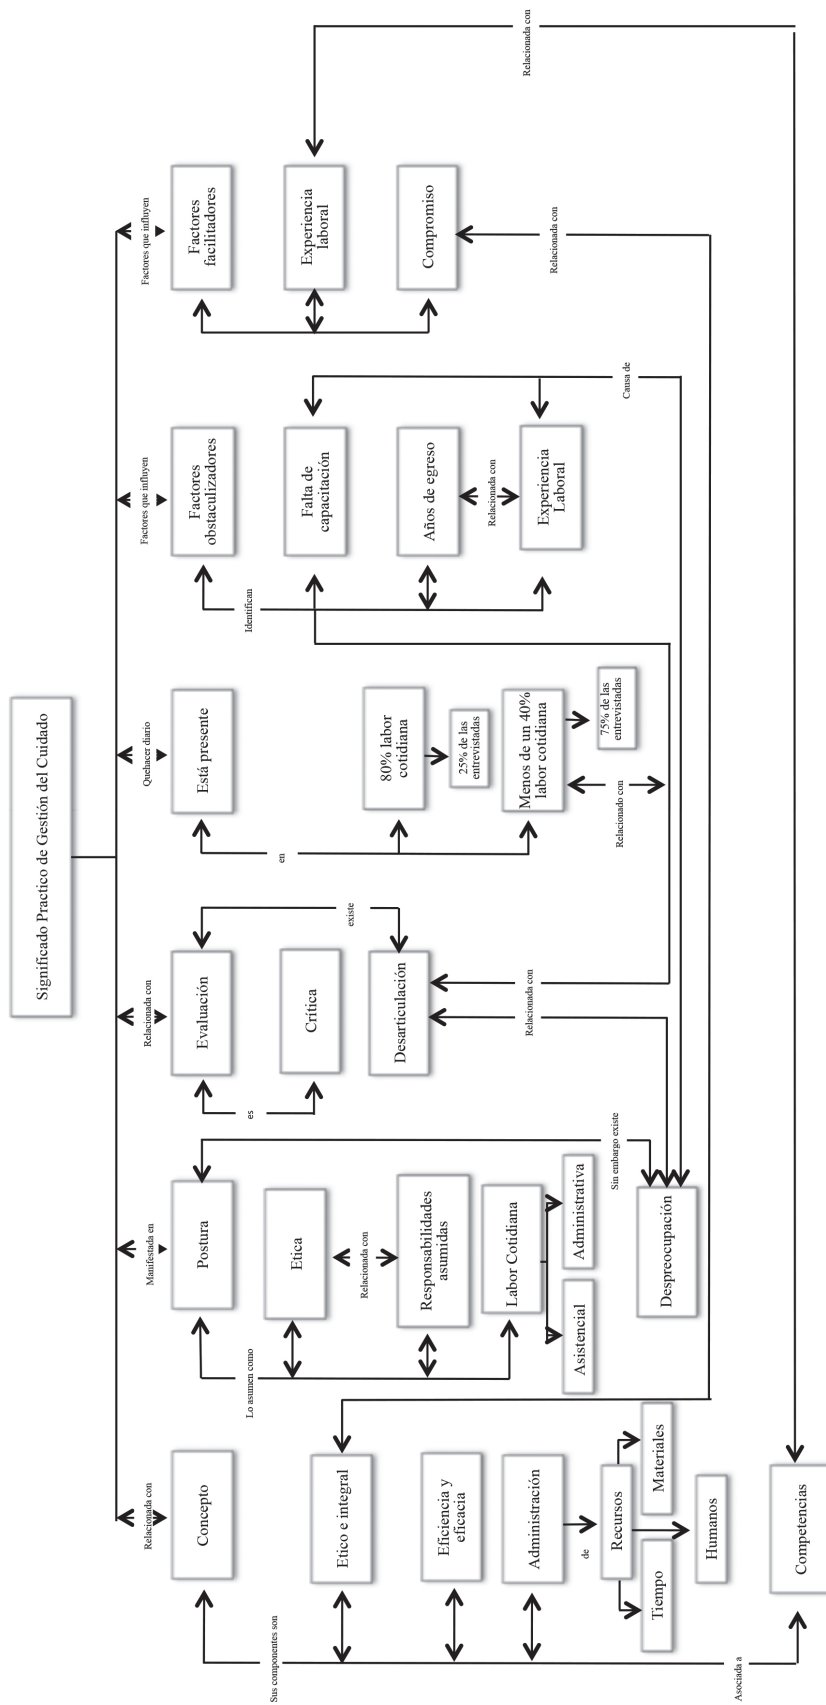 Significado Practico de Gestión del Cuidado
Relacionada con
Manifestada en
Relacionada con
Quehacer diario
Factores que influyen
Factores que influyen
Concepto
Postura
Evaluación
Está presente
Factores
obstaculizadores
Factores
facilitadores
Sus componentes son
Etico e integral
Eficiencia y
eficacia
Administración
de
Recursos
Tiempo
Materiales
Humanos
Asociada a
Competencias
Lo asumen como
Etica
Relacionada con
Responsabilidades
asumidas
Labor Cotidiana
Asistencial
Administrativa
Sin embargo existe
Despreocupación
es
Crítica
existe
Desarticulación
Relacionada con
en
80% labor
cotidiana
25% de las
entrevistadas
Menos de un 40%
labor cotidiana
75% de las
entrevistadas
Relacionado con
Identifican
Falta de
capacitación
Años de egreso
Relacionada con
Experiencia
Laboral
Causa de
Experiencia
laboral
Compromiso
Relacionada con
Relacionada con